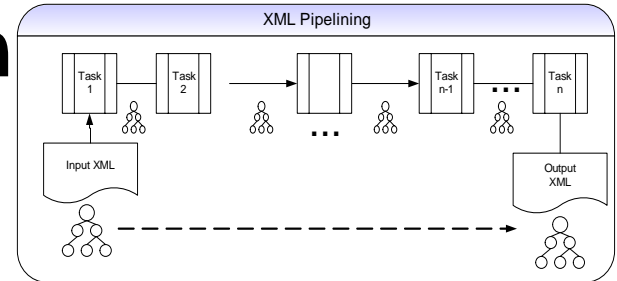 XML Pipelining
Task
1
Task
2
...
Task
n-1
...
Task
n
Input XML
Output
XML